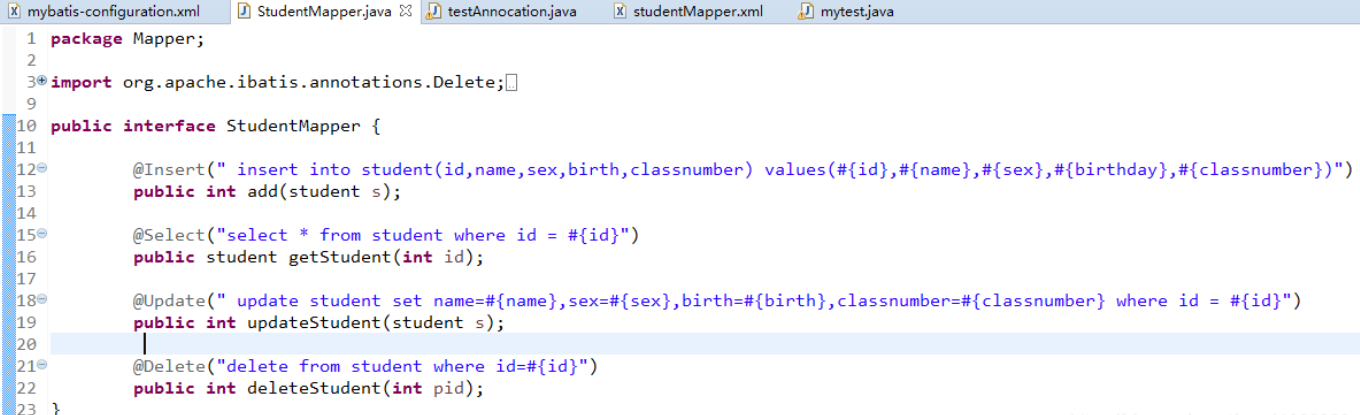 mybatis-configuration.xml StudentMapper.java testAnnocation.java studentMapper.xml mytest.java
1 package Mapper;
2
3 import org.apache.ibatis.annotations.Delete;
9
10 public interface StudentMapper {
11
12 @Insert(" insert into student(id,name,sex,birth,classnumber) values(#{id},#{name},#{sex},#{birthday},#{classnumber})")
13 public int add(student s);
14
15 @Select("select * from student where id = #{id}")
16 public student getStudent(int id);
17
18 @Update(" update student set name=#{name},sex=#{sex},birth=#{birth},classnumber=#{classnumber} where id = #{id}")
19 public int updateStudent(student s);
20
21 @Delete("delete from student where id=#{id}")
22 public int deleteStudent(int pid);
23 }